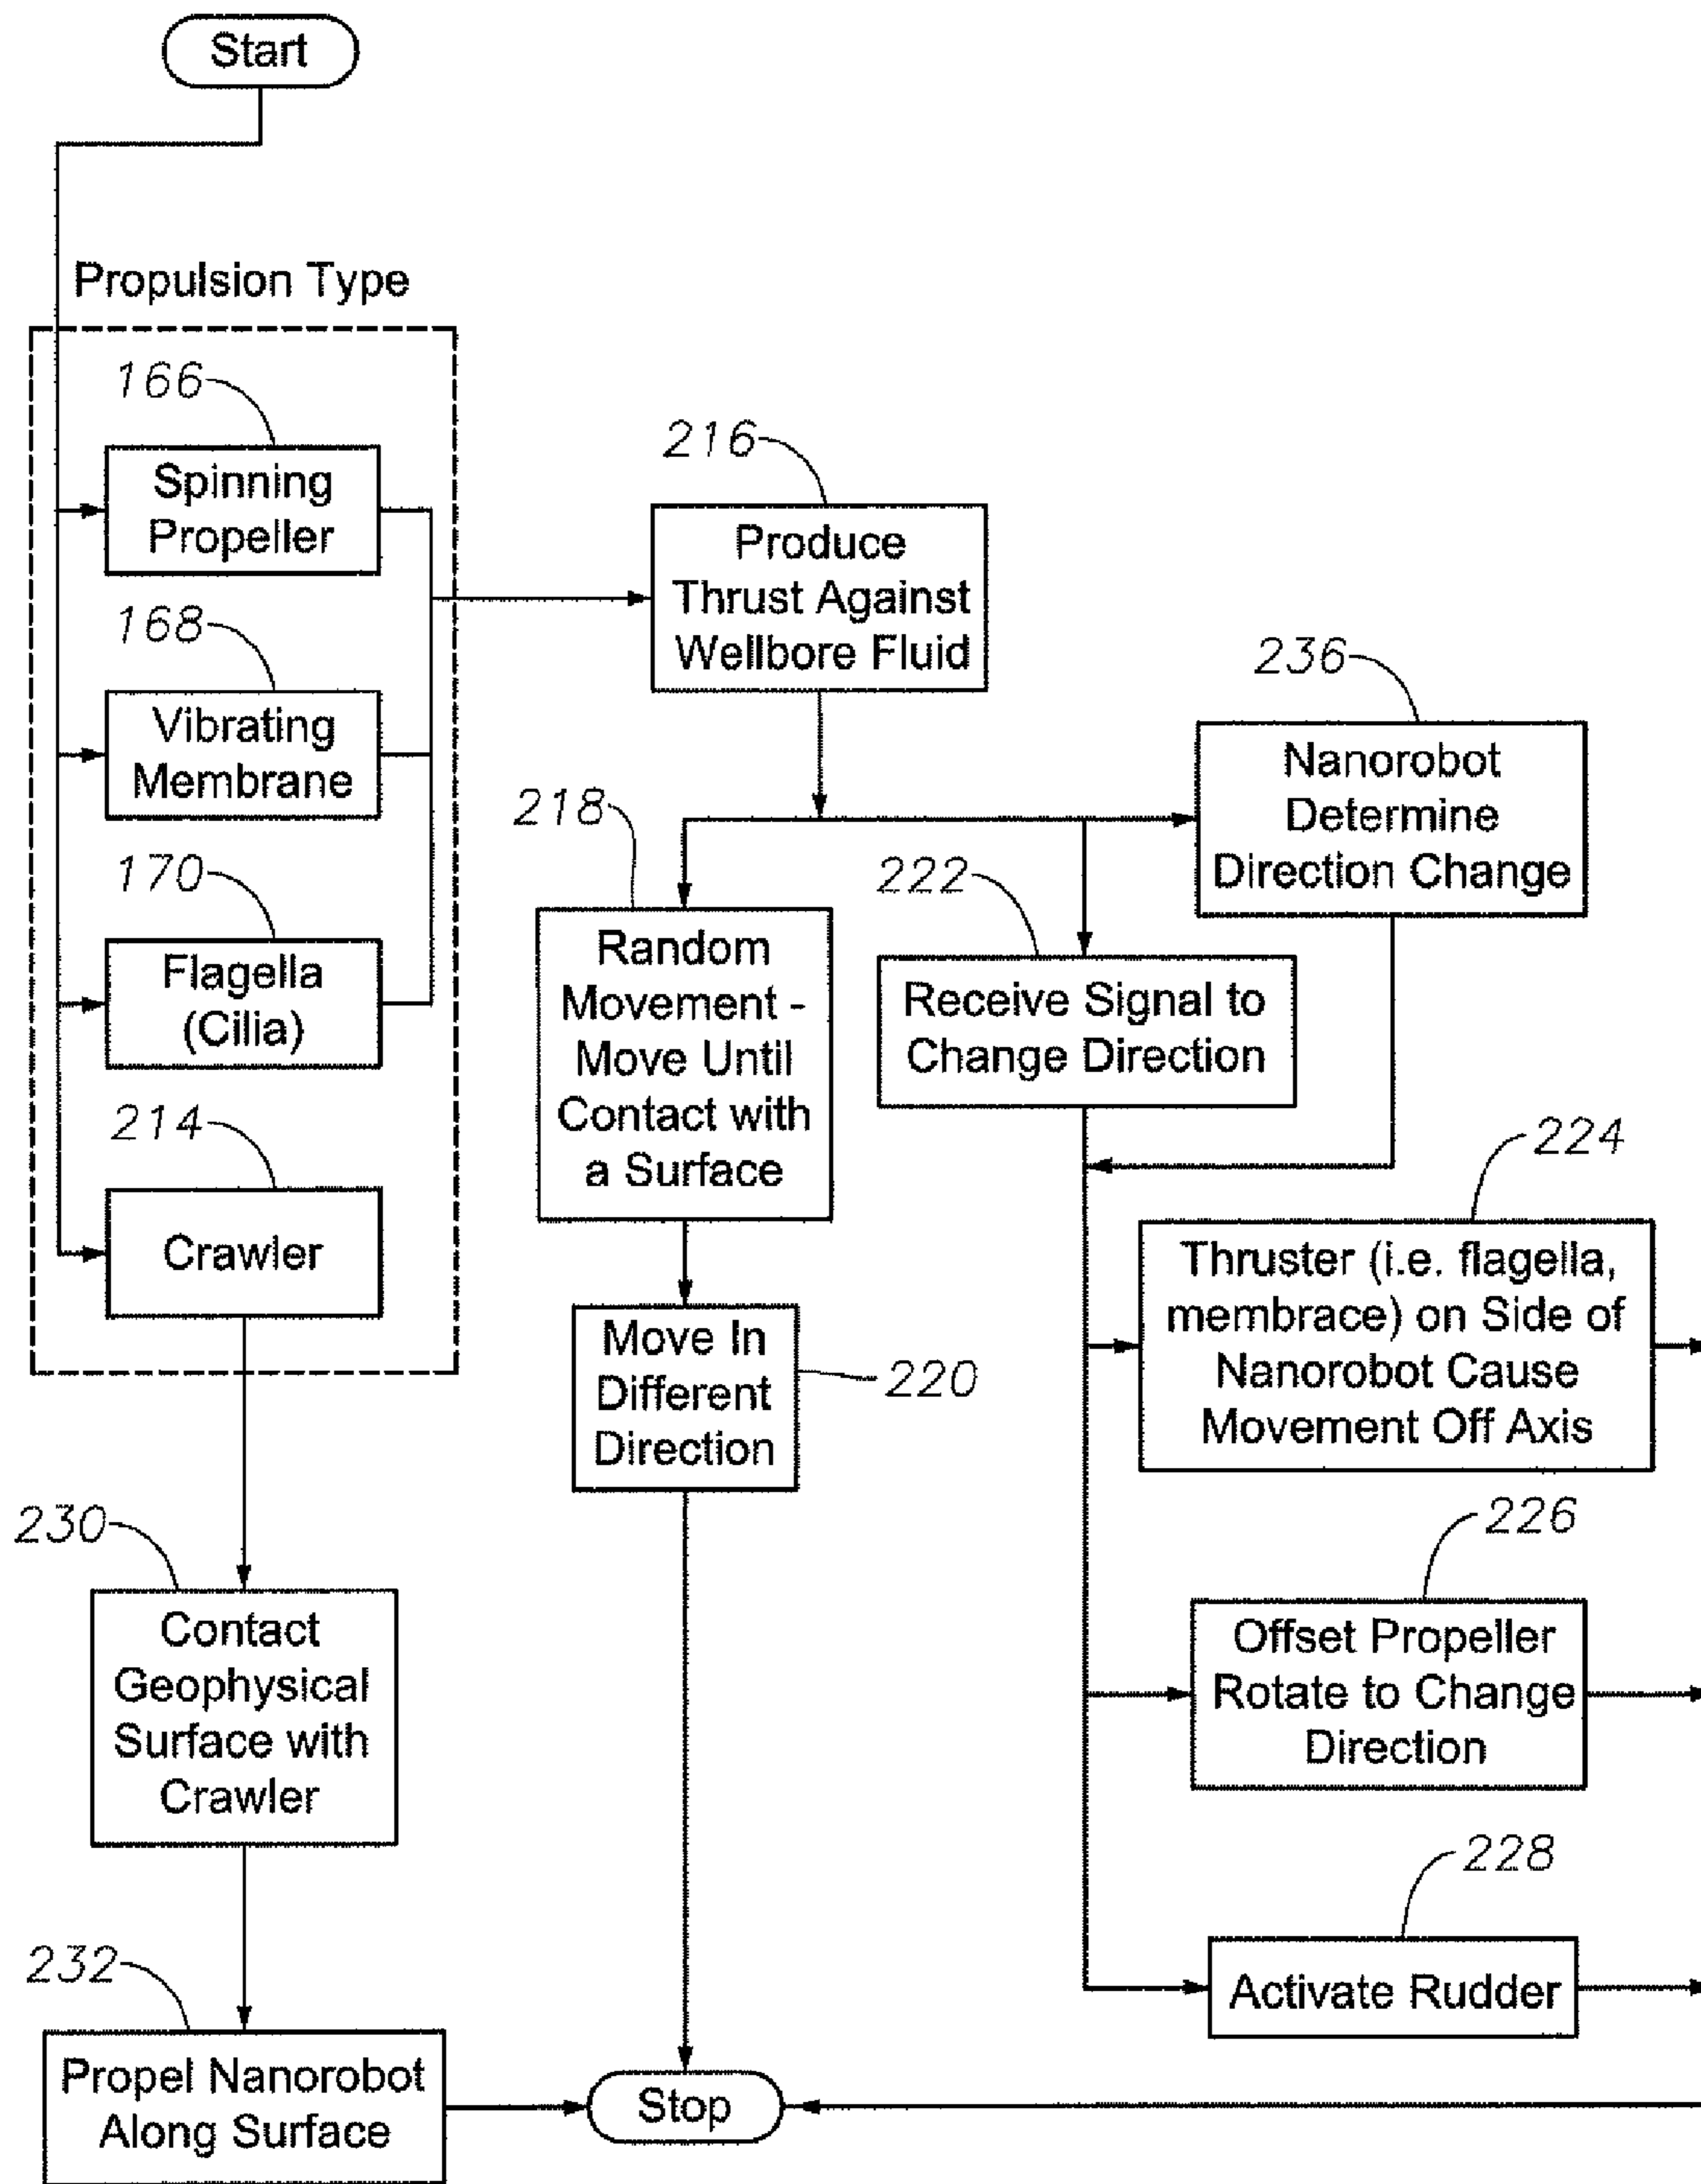 Start
Propulsion Type
166
Spinning
Propeller
168
Vibrating
Membrane
170
Flagella
(Cilia)
214
Crawler
216
Produce
Thrust Against
Wellbore Fluid
236
Nanorobot
Determine
Direction Change
218
Random
Movement -
Move Until
Contact with
a Surface
222
Receive Signal to
Change Direction
220
Move In
Different
Direction
224
Thruster (i.e. flagella,
membrace) on Side of
Nanorobot Cause
Movement Off Axis
226
Offset Propeller
Rotate to Change
Direction
228
Activate Rudder
230
Contact
Geophysical
Surface with
Crawler
232
Propel Nanorobot
Along Surface
Stop